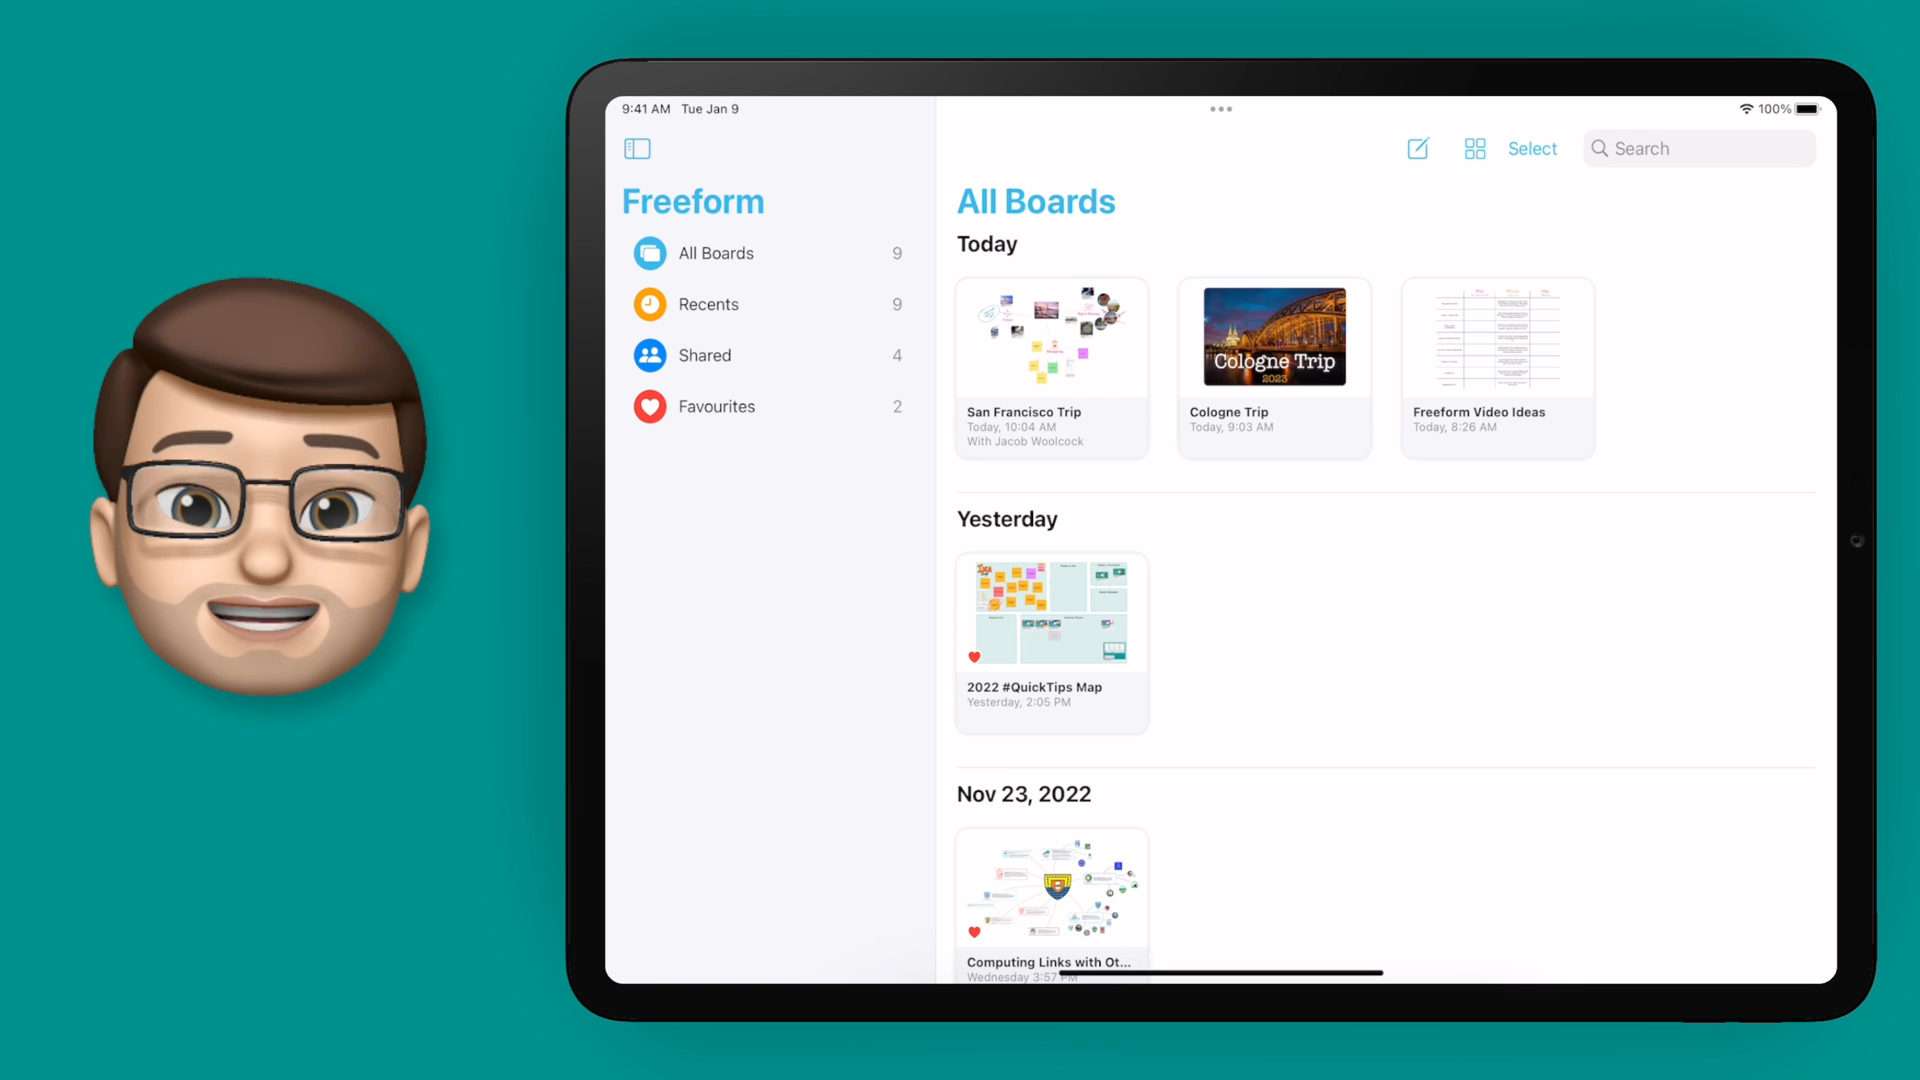 9:41 AM Tue Jan 9
100%
Select
Search
Freeform
All Boards 9
Recents 9
Shared 4
Favourites 2
All Boards
Today
Cologne Trip
2023
San Francisco Trip
Today, 10:04 AM
With Jacob Woolcock
Cologne Trip
Today, 9:03 AM
Freeform Video Ideas
Today, 8:26 AM
Yesterday
2022 #QuickTips Map
Yesterday, 2:05 PM
Nov 23, 2022
Computing Links with Ot...
Wednesday 3:57 PM